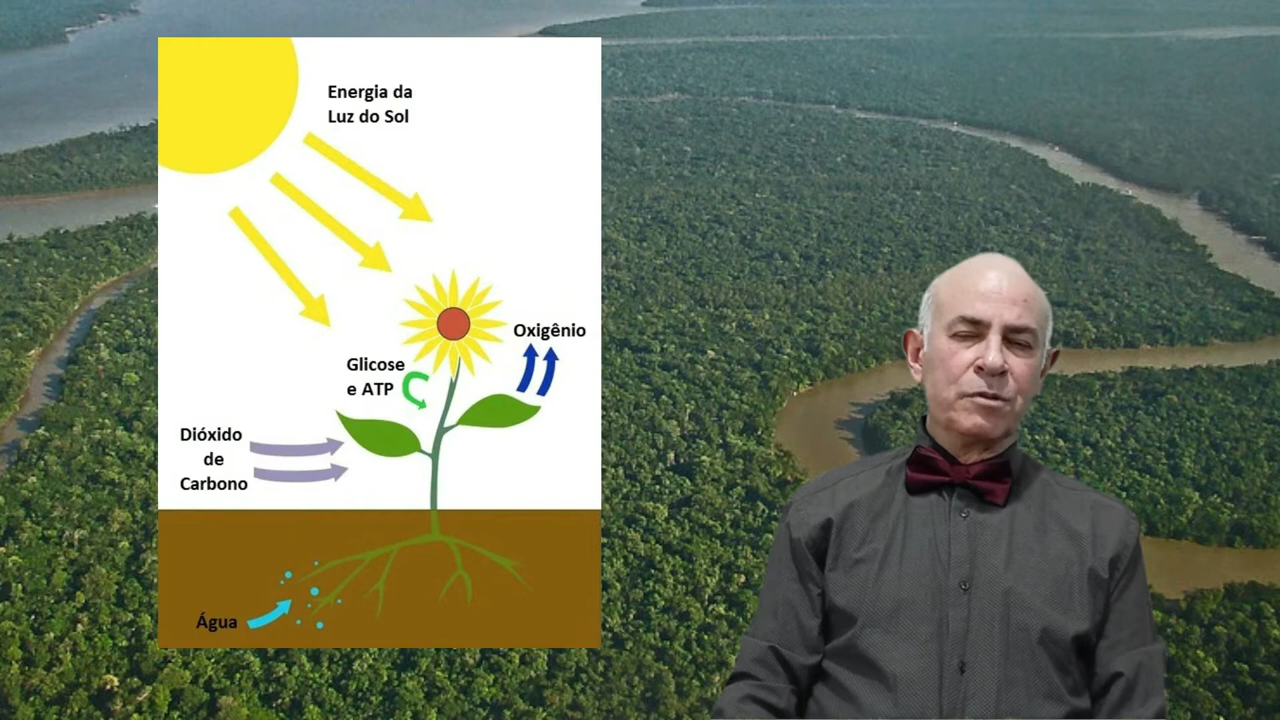 Energia da
Luz do Sol
Oxigênio
Glicose
e ATP
Dióxido
de
Carbono
Água